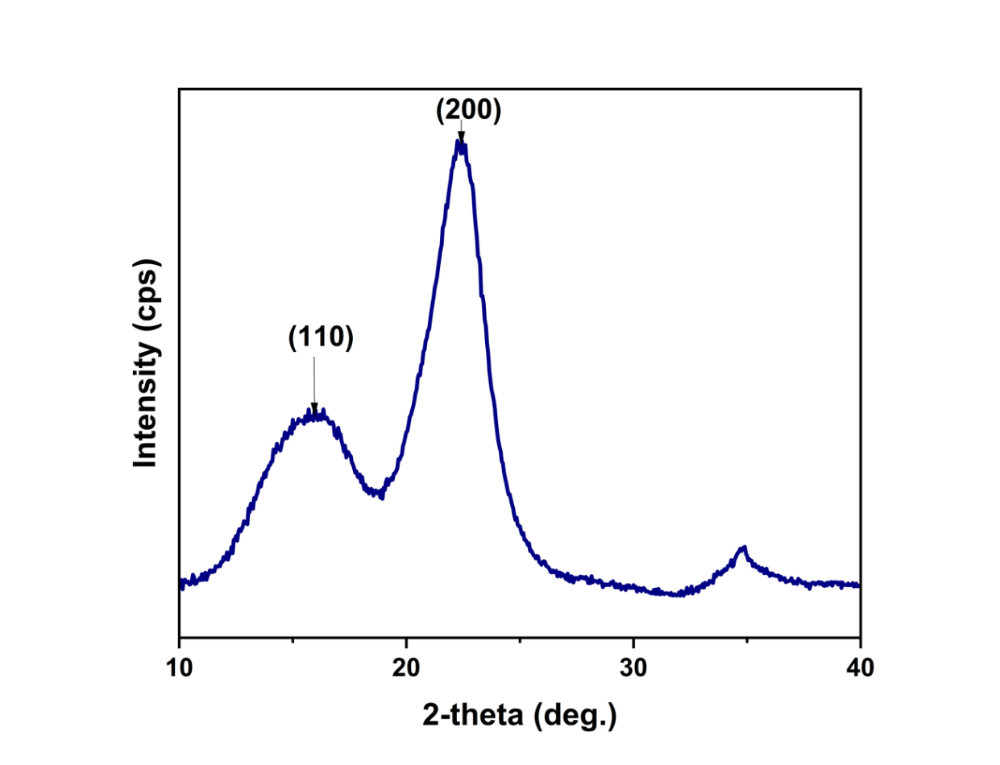 (200)
(110)
Intensity (cps)
10 20 30 40
2-theta (deg.)